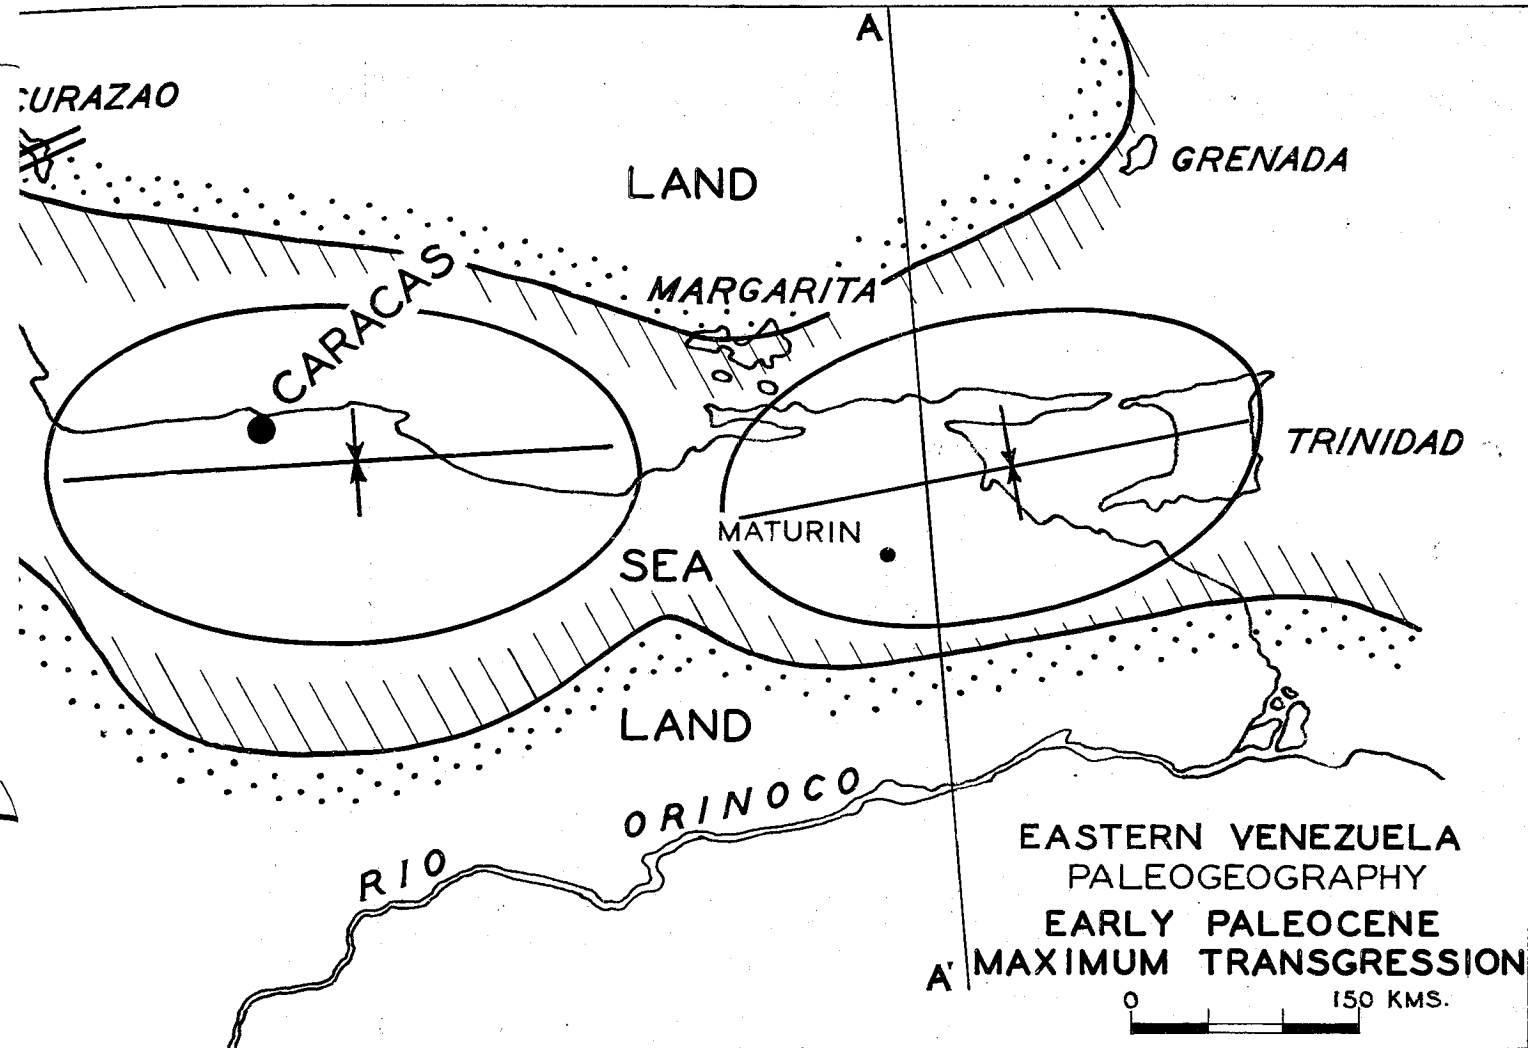 A
CURAZAO
GRENADA
LAND
CARACAS
MARGARITA
TRINIDAD
MATURIN
SEA
LAND
RIO ORINOCO
EASTERN VENEZUELA
PALEOGEOGRAPHY
EARLY PALEOCENE
MAXIMUM TRANSGRESSION
A'
0 150 KMS.